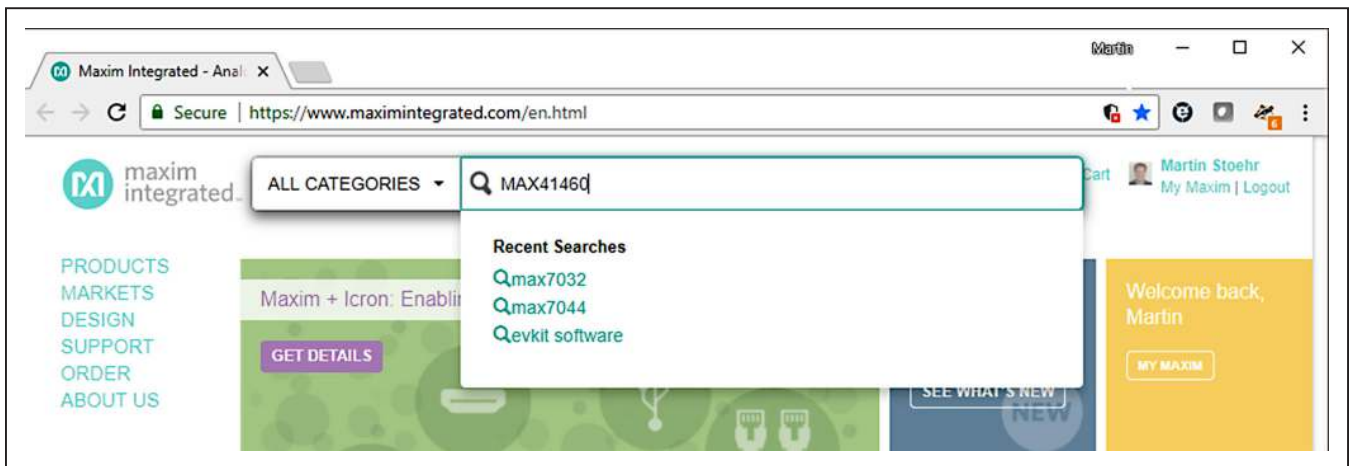 Martin
Maxim Integrated - Anal
Secure | https://www.maximintegrated.com/en.html
6
maxim
integrated
ALL CATEGORIES
MAX41460
Cart
Martin Stoehr
My Maxim | Logout
Recent Searches
max7032
max7044
evkit software
PRODUCTS
MARKETS
DESIGN
SUPPORT
ORDER
ABOUT US
Maxim + Icron: Enablin
GET DETAILS
SEE WHAT'S NEW
NEW
Welcome back,
Martin
MY MAXIM